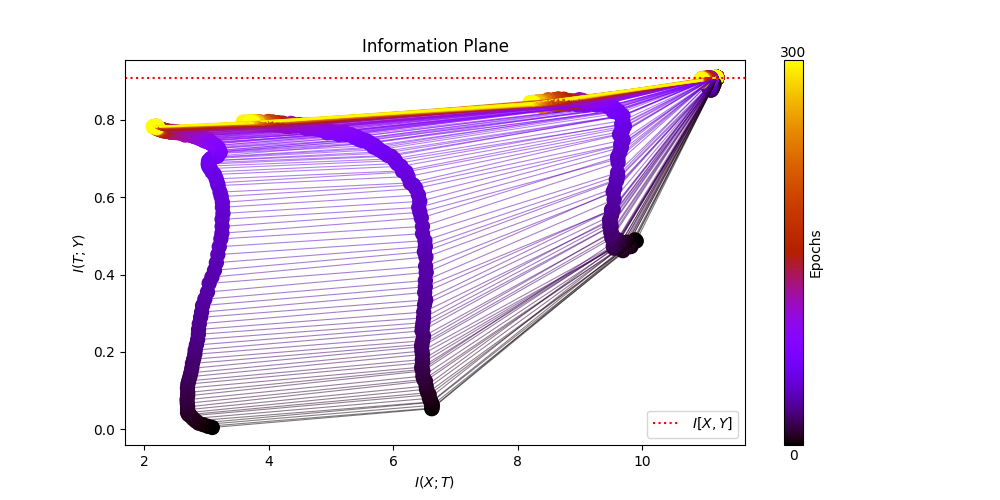 Information Plane
300
0.8
0.6
0.4
0.2
0.0
I(T; Y)
Epochs
I[X, Y]
2
4
6
8
10
0
I(X; T)